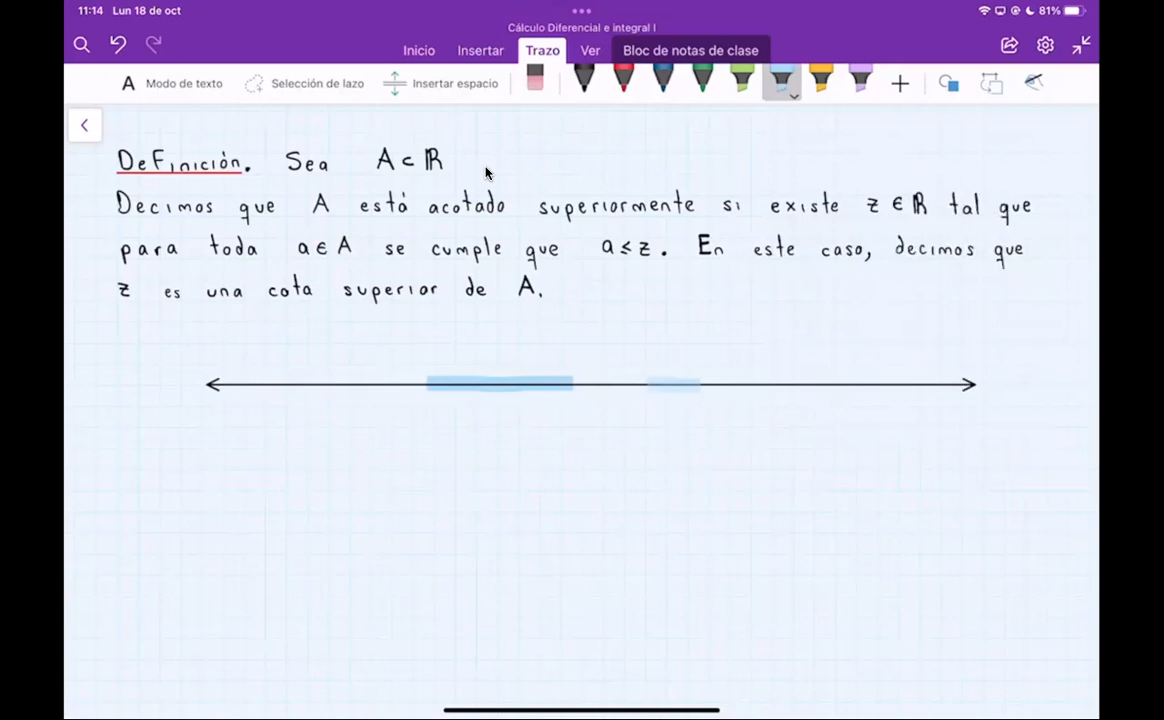 11:14 Lun 18 de oct
81%
Cálculo Diferencial e integral I
Inicio Insertar Trazo Ver Bloc de notas de clase
A Modo de texto Selección de lazo Insertar espacio
Definición. Sea A ⊂ ℝ
Decimos que A está acotado superiormente si existe z ∈ ℝ tal que
para toda a ∈ A se cumple que a ≤ z. En este caso, decimos que
z es una cota superior de A.